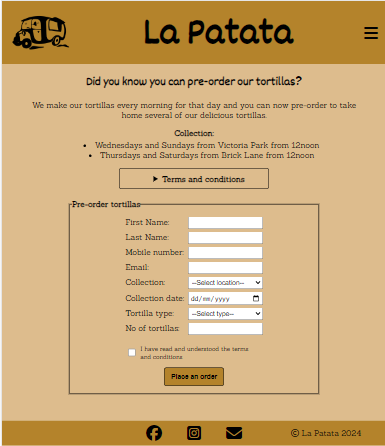 La Patata
Did you know you can pre-order our tortillas?
We make our tortillas every morning for that day and you can now pre-order to take
home several of our delicious tortillas.
Collection:
• Wednesdays and Sundays from Victoria Park from 12noon
• Thursdays and Saturdays from Brick Lane from 12noon
▶ Terms and conditions
Pre-order tortillas
First Name:
Last Name:
Mobile number:
Email:
Collection: --Select location--
Collection date: dd/mm/yyyy
Tortilla type: --Select type--
No of tortillas:
I have read and understood the terms
and conditions
Place an order
© La Patata 2024